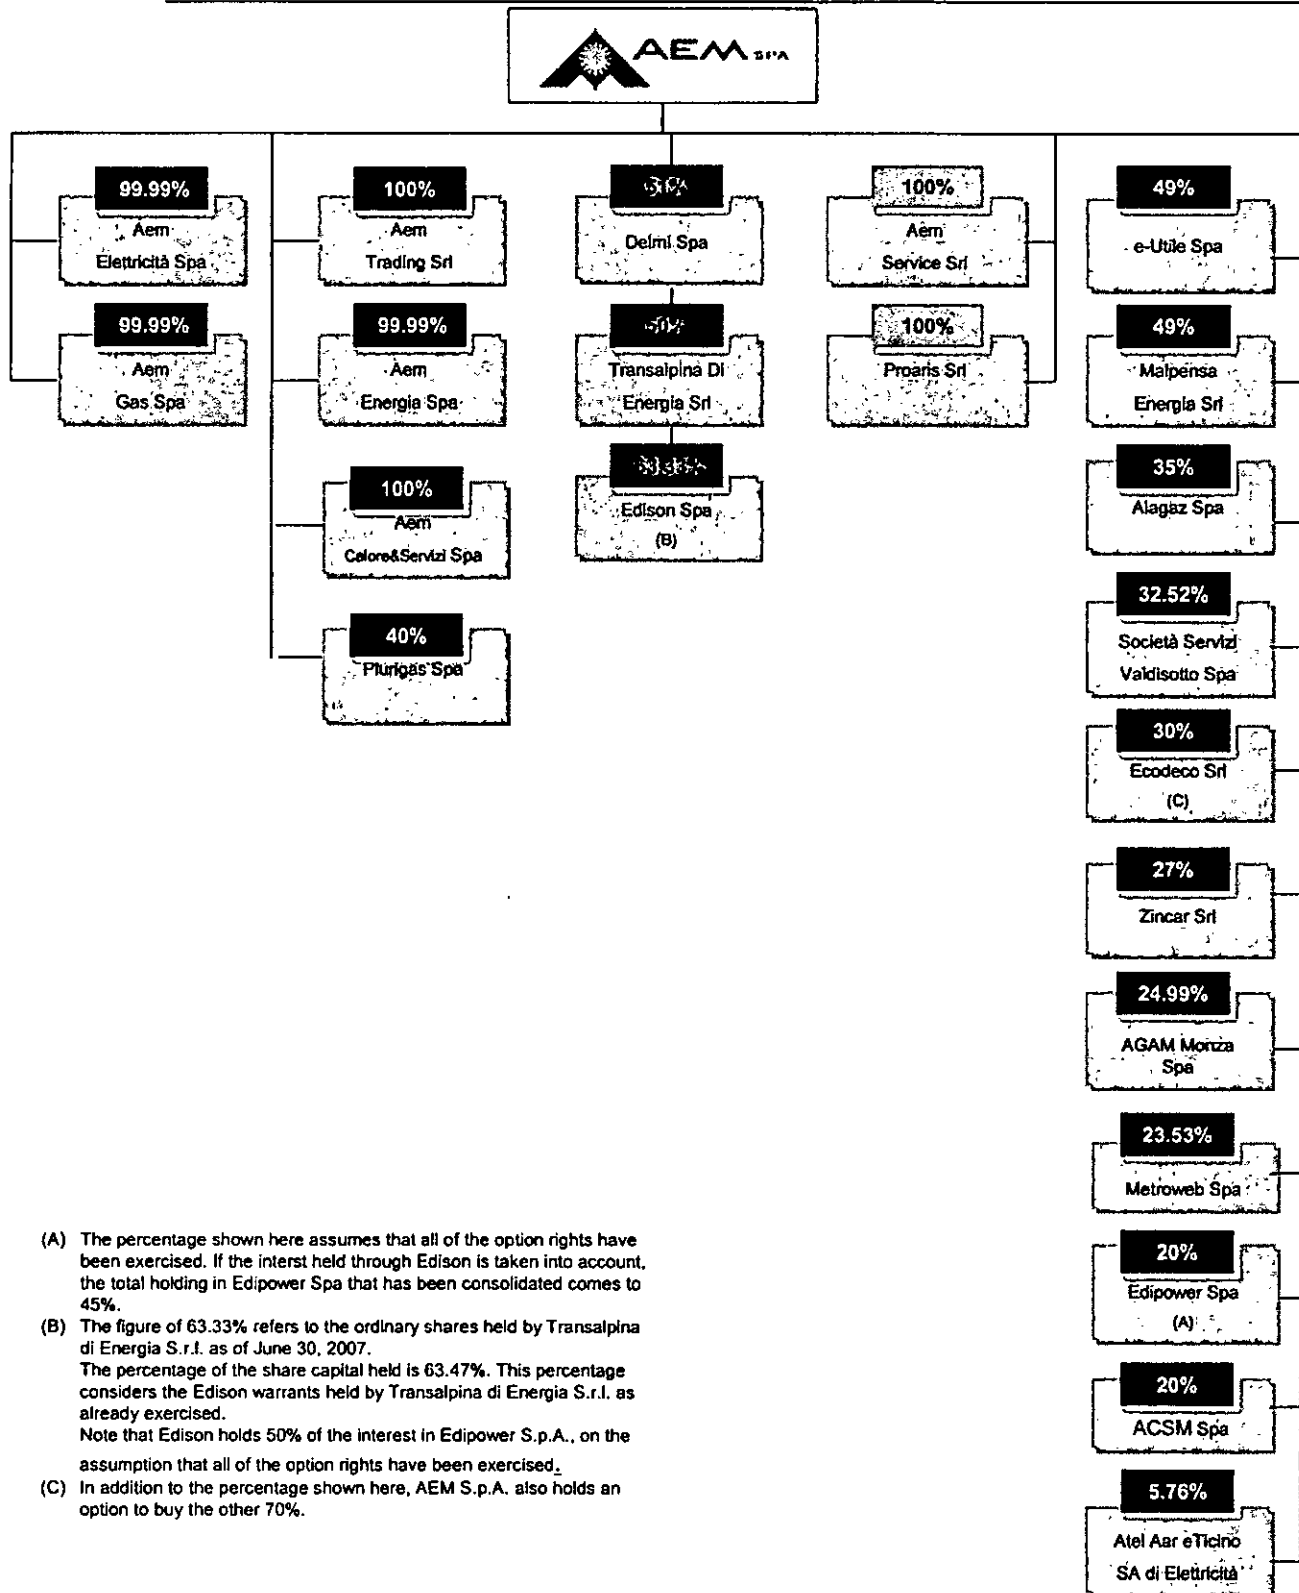 AEM SPA
99.99%
Aem
Elettricità Spa
99.99%
Aem
Gas Spa
100%
Aem
Trading Srl
99.99%
Aem
Energia Spa
100%
Aem
Calore&Servizi Spa
40%
Plurigas Spa
Delmi Spa
Transalpina Di
Energia Srl
Edison Spa
(B)
100%
Aem
Service Srl
100%
Proaris Srl
49%
e-Utile Spa
49%
Malpensa
Energia Srl
35%
Alagaz Spa
32.52%
Società Servizi
Valdisotto Spa
30%
Ecodeco Srl
(C)
27%
Zincar Srl
24.99%
AGAM Monza
Spa
23.53%
Metroweb Spa
20%
Edipower Spa
(A)
20%
ACSM Spa
5.76%
Atel Aar eTicino
SA di Elettricità
(A) The percentage shown here assumes that all of the option rights have
been exercised. If the interst held through Edison is taken into account,
the total holding in Edipower Spa that has been consolidated comes to
45%.
(B) The figure of 63.33% refers to the ordinary shares held by Transalpina
di Energia S.r.l. as of June 30, 2007.
The percentage of the share capital held is 63.47%. This percentage
considers the Edison warrants held by Transalpina di Energia S.r.l. as
already exercised.
Note that Edison holds 50% of the interest in Edipower S.p.A., on the
assumption that all of the option rights have been exercised.
(C) In addition to the percentage shown here, AEM S.p.A. also holds an
option to buy the other 70%.